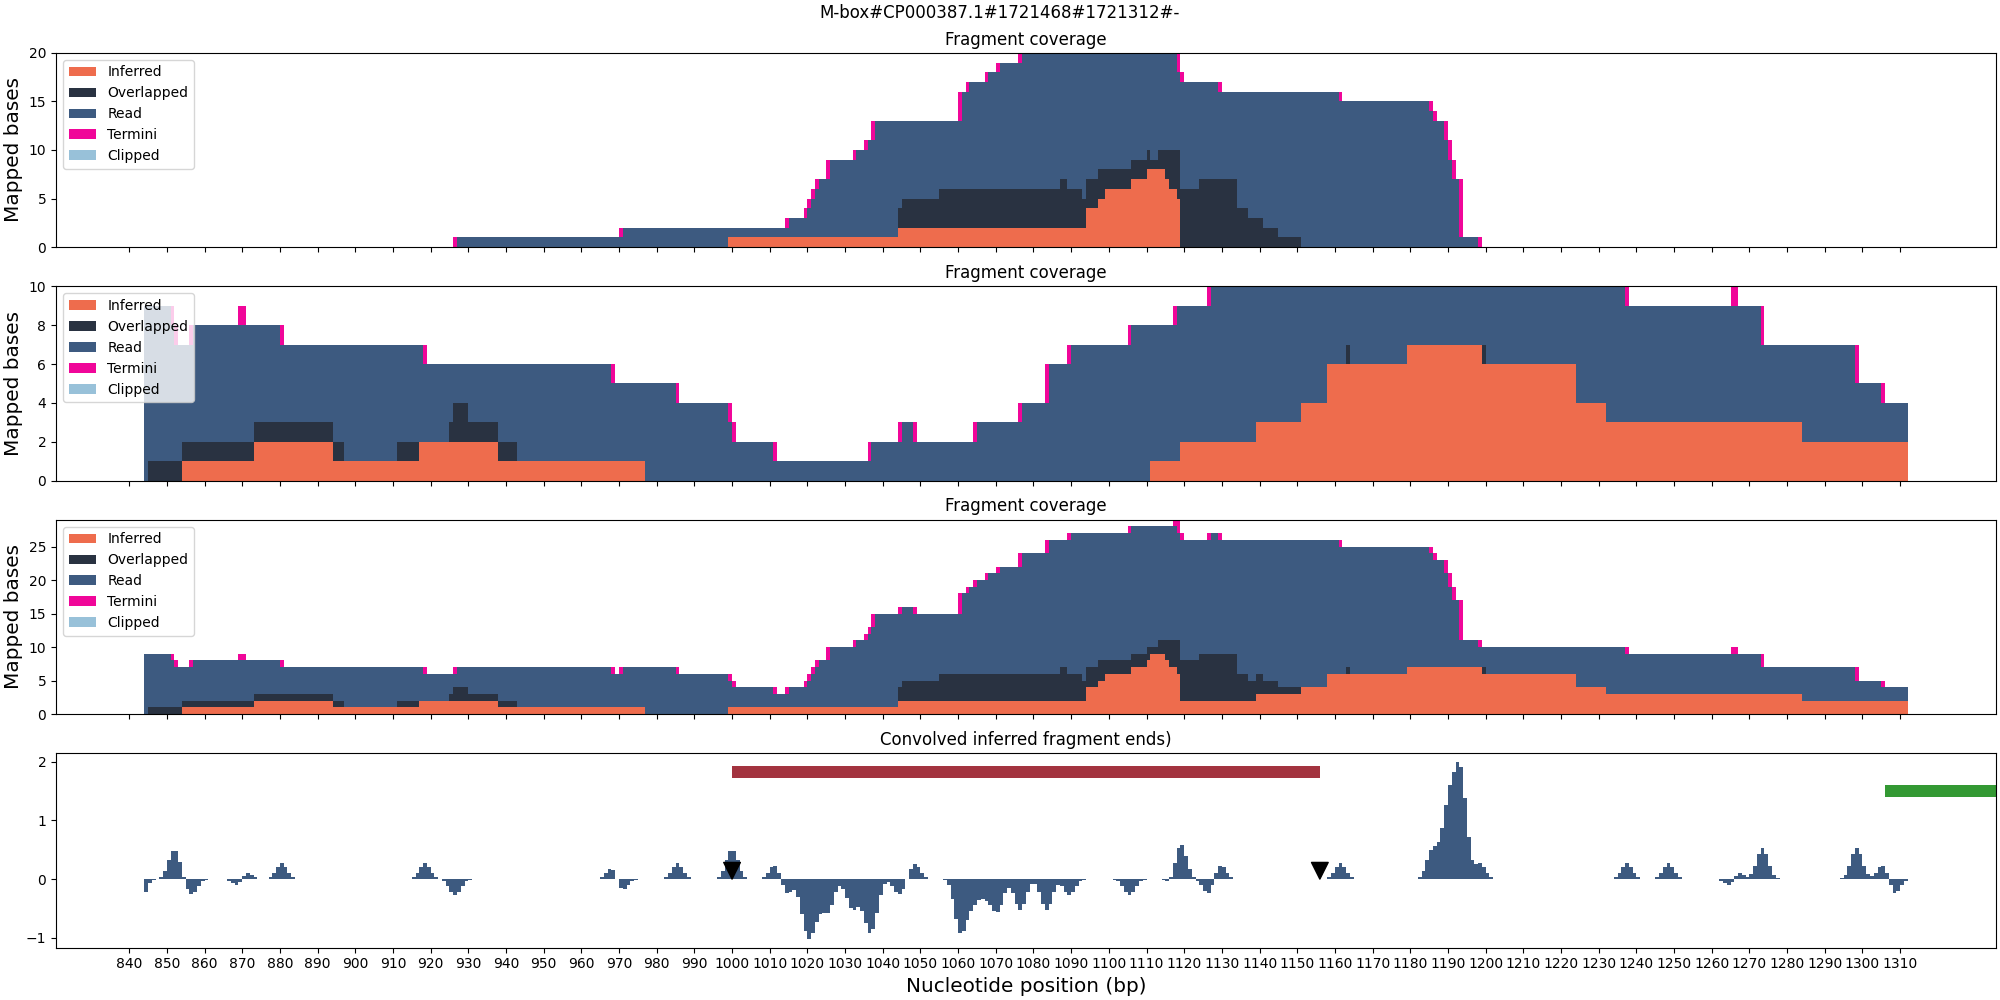 M-box#CP000387.1#1721468#1721312#-
Fragment coverage
Mapped bases
20
15
10
5
0
Inferred
Overlapped
Read
Termini
Clipped
Fragment coverage
Mapped bases
10
8
6
4
2
0
Inferred
Overlapped
Read
Termini
Clipped
Fragment coverage
Mapped bases
25
20
15
10
5
0
Inferred
Overlapped
Read
Termini
Clipped
Convolved inferred fragment ends)
2
1
0
−1
840 850 860 870 880 890 900 910 920 930 940 950 960 970 980 990 1000 1010 1020 1030 1040 1050 1060 1070 1080 1090 1100 1110 1120 1130 1140 1150 1160 1170 1180 1190 1200 1210 1220 1230 1240 1250 1260 1270 1280 1290 1300 1310
Nucleotide position (bp)